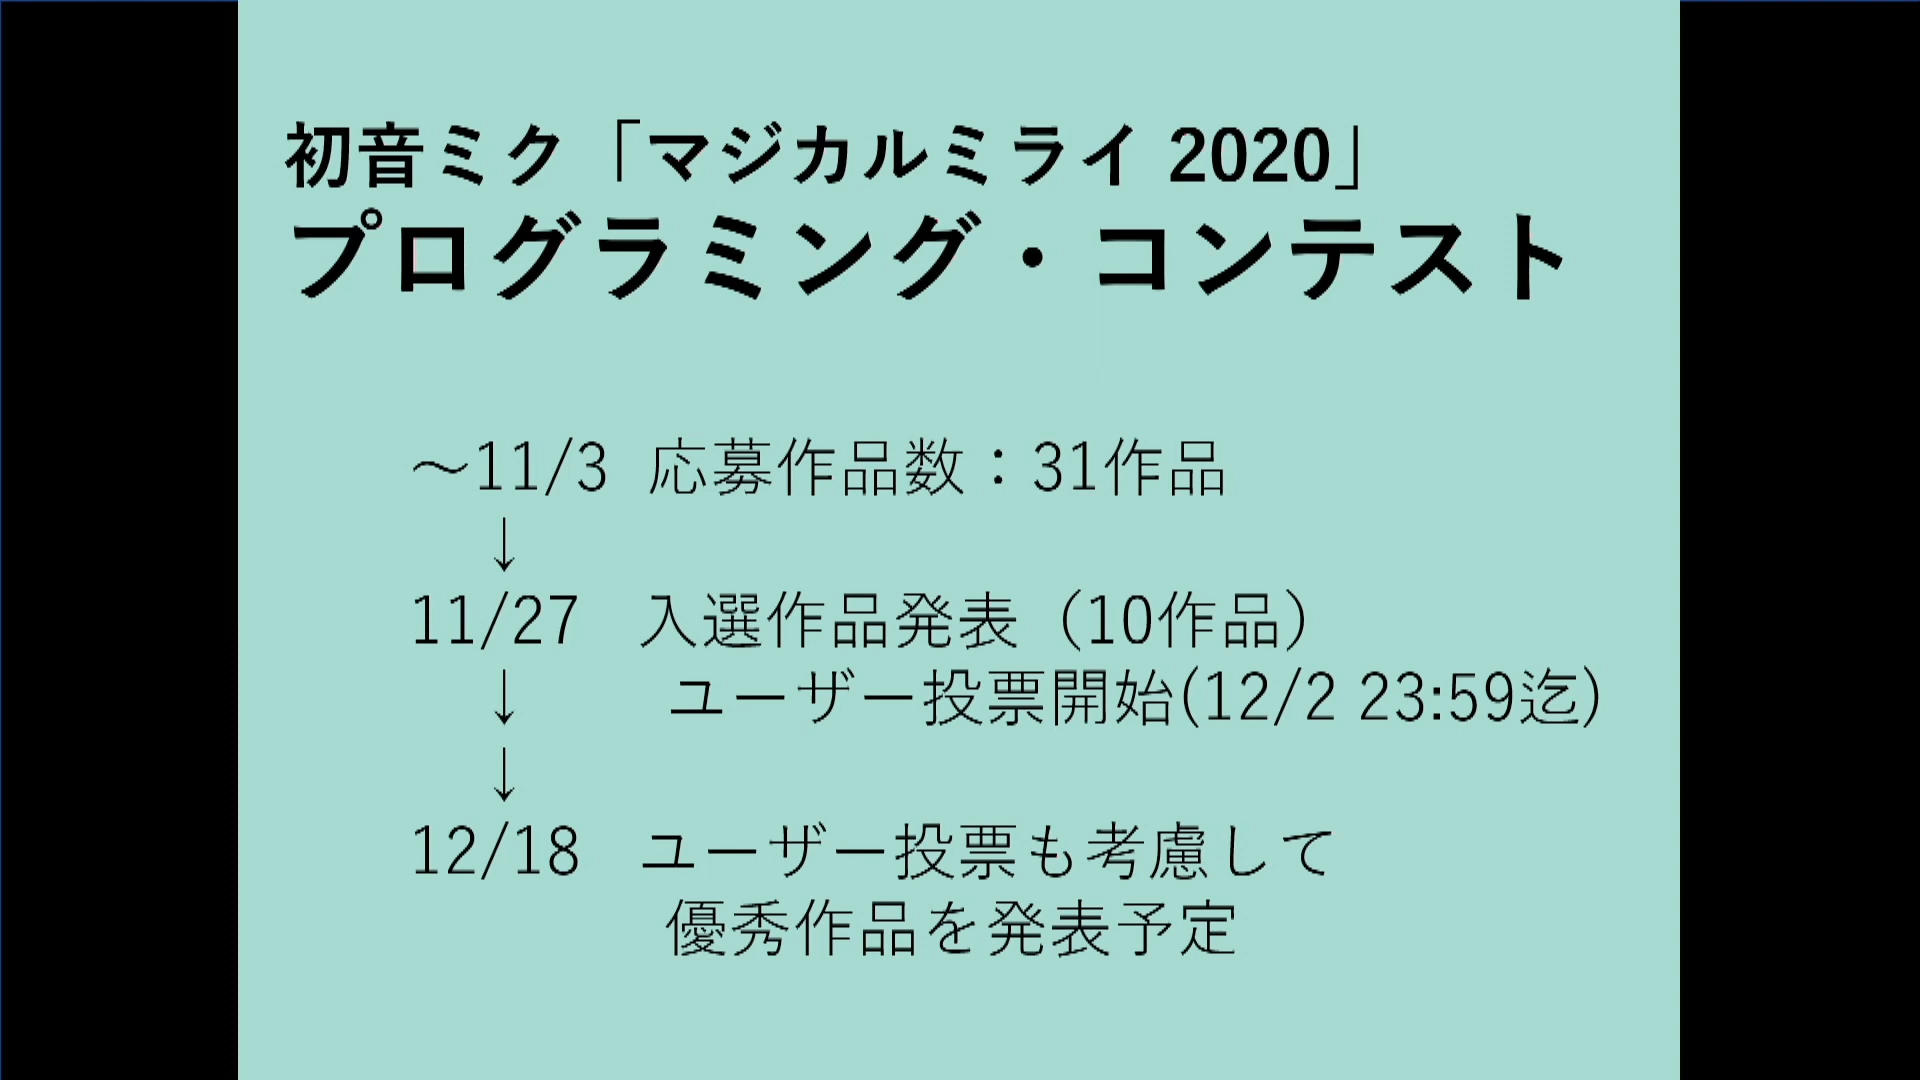 初音ミク「マジカルミライ 2020」
プログラミング・コンテスト
～11/3 応募作品数：31作品
↓
11/27 入選作品発表（10作品）
↓ ユーザー投票開始(12/2 23:59迄)
↓
12/18 ユーザー投票も考慮して
優秀作品を発表予定